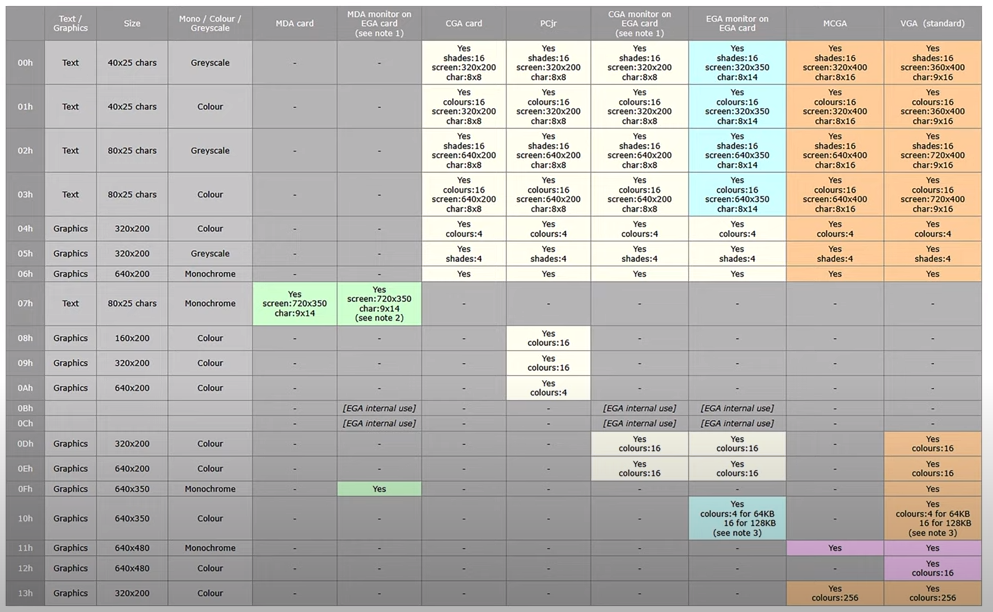 Text / Graphics Size Mono / Colour / Greyscale MDA card MDA monitor on EGA card (see note 1) CGA card PCjr CGA monitor on EGA card (see note 1) EGA monitor on EGA card MCGA VGA (standard)
00h Text 40x25 chars Greyscale - - Yes shades:16 screen:320x200 char:8x8 Yes shades:16 screen:320x200 char:8x8 Yes shades:16 screen:320x200 char:8x8 Yes shades:16 screen:320x350 char:8x14 Yes shades:16 screen:320x400 char:8x16 Yes shades:16 screen:360x400 char:9x16
01h Text 40x25 chars Colour - - Yes colours:16 screen:320x200 char:8x8 Yes colours:16 screen:320x200 char:8x8 Yes colours:16 screen:320x200 char:8x8 Yes colours:16 screen:320x350 char:8x14 Yes colours:16 screen:320x400 char:8x16 Yes colours:16 screen:360x400 char:9x16
02h Text 80x25 chars Greyscale - - Yes shades:16 screen:640x200 char:8x8 Yes shades:16 screen:640x200 char:8x8 Yes shades:16 screen:640x200 char:8x8 Yes shades:16 screen:640x350 char:8x14 Yes shades:16 screen:640x400 char:8x16 Yes shades:16 screen:720x400 char:9x16
03h Text 80x25 chars Colour - - Yes colours:16 screen:640x200 char:8x8 Yes colours:16 screen:640x200 char:8x8 Yes colours:16 screen:640x200 char:8x8 Yes colours:16 screen:640x350 char:8x14 Yes colours:16 screen:640x400 char:8x16 Yes colours:16 screen:720x400 char:9x16
04h Graphics 320x200 Colour - - Yes colours:4 Yes colours:4 Yes colours:4 Yes colours:4 Yes colours:4 Yes colours:4
05h Graphics 320x200 Greyscale - - Yes shades:4 Yes shades:4 Yes shades:4 Yes shades:4 Yes shades:4 Yes shades:4
06h Graphics 640x200 Monochrome - - Yes Yes Yes Yes Yes Yes
07h Text 80x25 chars Monochrome Yes screen:720x350 char:9x14 Yes screen:720x350 char:9x14 (see note 2) - - - - - -
08h Graphics 160x200 Colour - - - Yes colours:16 - - - -
09h Graphics 320x200 Colour - - - Yes colours:16 - - - -
0Ah Graphics 640x200 Colour - - - Yes colours:4 - - - -
0Bh - [EGA internal use] - - [EGA internal use] [EGA internal use] - -
0Ch - [EGA internal use] - - [EGA internal use] [EGA internal use] - -
0Dh Graphics 320x200 Colour - - - - Yes colours:16 Yes colours:16 - Yes colours:16
0Eh Graphics 640x200 Colour - - - - Yes colours:16 Yes colours:16 - Yes colours:16
0Fh Graphics 640x350 Monochrome - Yes - - - - - Yes
10h Graphics 640x350 Colour - - - - - Yes colours:4 for 64KB 16 for 128KB (see note 3) - Yes colours:4 for 64KB 16 for 128KB (see note 3)
11h Graphics 640x480 Monochrome - - - - - - Yes Yes
12h Graphics 640x480 Colour - - - - - - - Yes colours:16
13h Graphics 320x200 Colour - - - - - - Yes colours:256 Yes colours:256